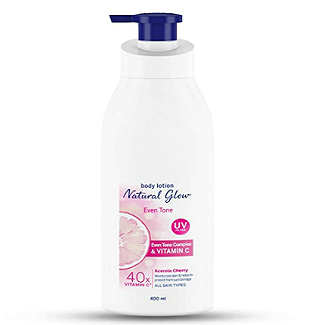 body lotion
Natural Glow
Even Tone
UV
Even Tone Complex
& VITAMIN C
40x
VITAMIN C*
Acerola Cherry
ALL SKIN TYPES
400 ml